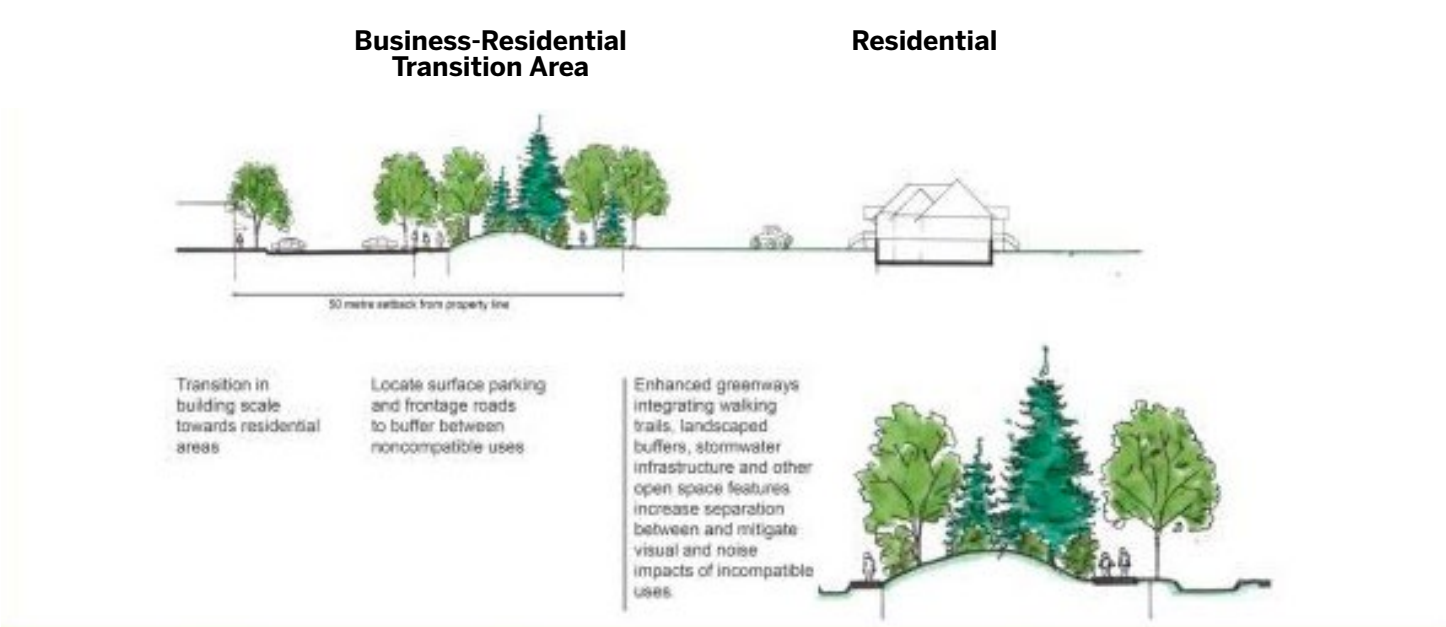 Business-Residential
Transition Area
Residential
50 metre setback from property line
Transition in
building scale
towards residential
areas
Locate surface parking
and frontage roads
to buffer between
noncompatible uses
Enhanced greenways
integrating walking
trails, landscaped
buffers, stormwater
infrastructure and other
open space features
increase separation
between and mitigate
visual and noise
impacts of incompatible
uses.